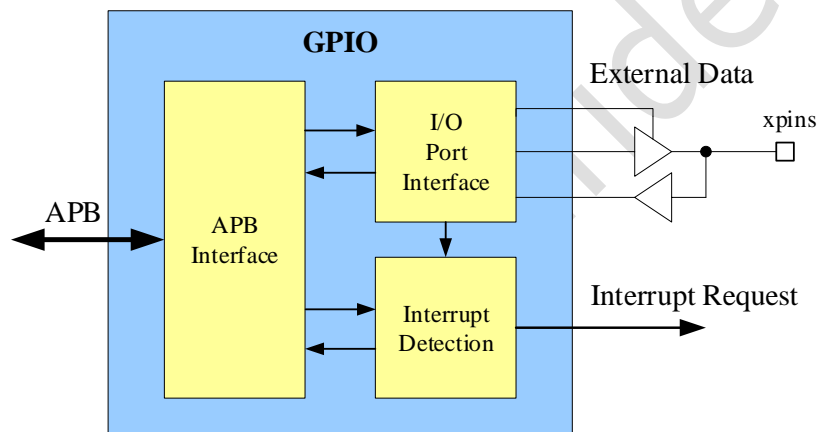 GPIO
External Data
xpins
I/O
Port
Interface
APB
APB
Interface
Interrupt Request
Interrupt
Detection